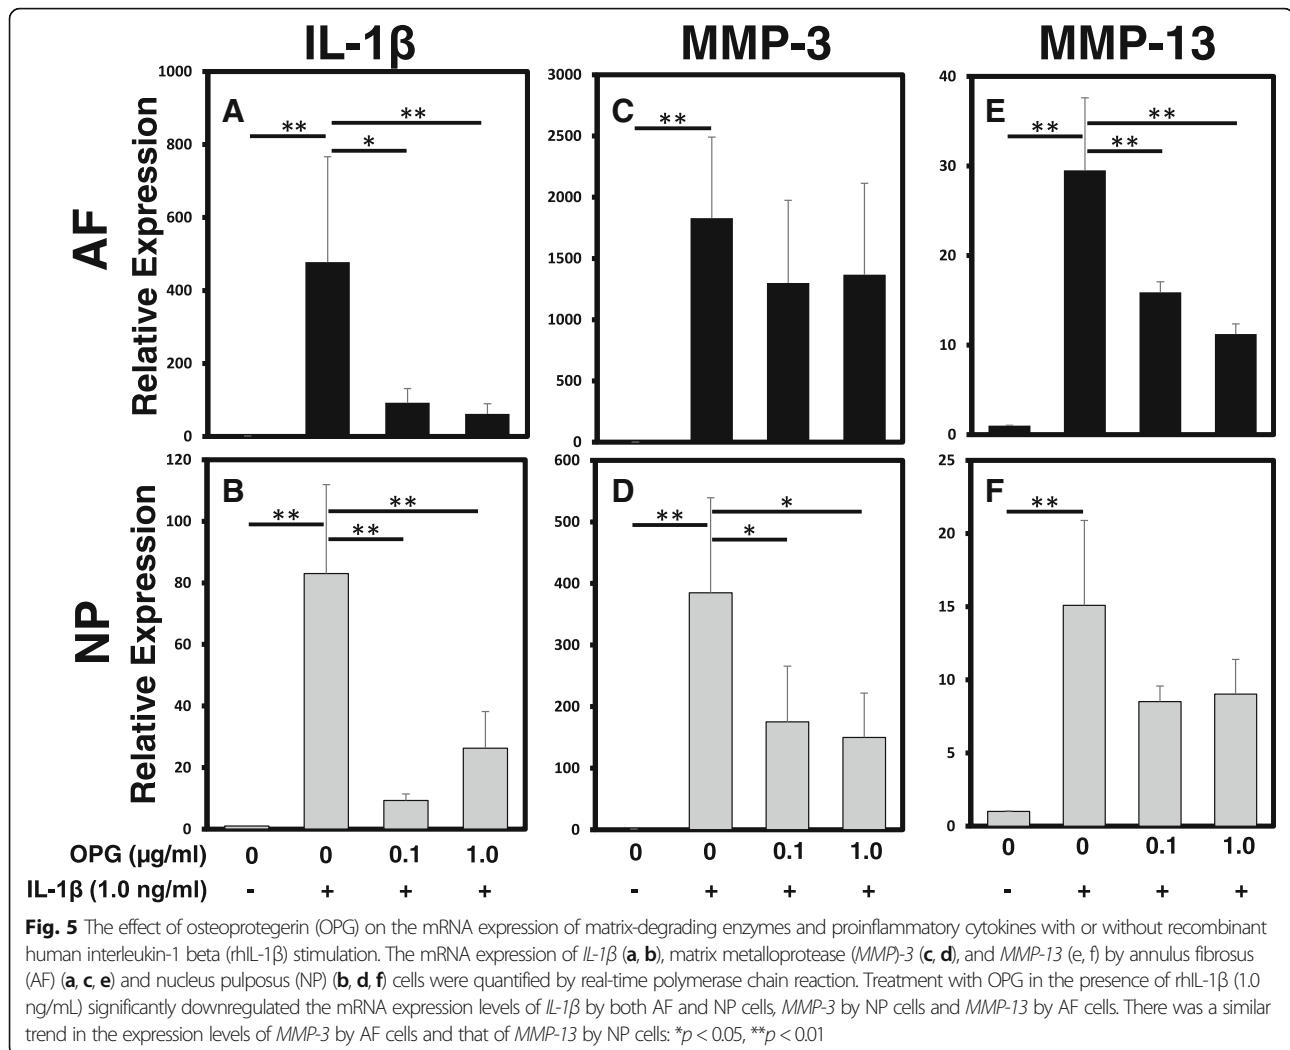 IL-1β MMP-3 MMP-13
AF
Relative Expression
A
1000
800
600
400
200
0
** ** *
C
3000
2500
2000
1500
1000
500
0
**
E
40
30
20
10
0
** ** **
NP
Relative Expression
B
120
100
80
60
40
20
0
** ** **
D
600
500
400
300
200
100
0
** * *
F
25
20
15
10
5
0
**
OPG (μg/ml) 0 0 0.1 1.0 0 0 0.1 1.0 0 0 0.1 1.0
IL-1β (1.0 ng/ml) - + + + - + + + - + + +
Fig. 5 The effect of osteoprotegerin (OPG) on the mRNA expression of matrix-degrading enzymes and proinflammatory cytokines with or without recombinant
human interleukin-1 beta (rhIL-1β) stimulation. The mRNA expression of IL-1β (a, b), matrix metalloprotease (MMP)-3 (c, d), and MMP-13 (e, f) by annulus fibrosus
(AF) (a, c, e) and nucleus pulposus (NP) (b, d, f) cells were quantified by real-time polymerase chain reaction. Treatment with OPG in the presence of rhIL-1β (1.0
ng/mL) significantly downregulated the mRNA expression levels of IL-1β by both AF and NP cells, MMP-3 by NP cells and MMP-13 by AF cells. There was a similar
trend in the expression levels of MMP-3 by AF cells and that of MMP-13 by NP cells: *p < 0.05, **p < 0.01